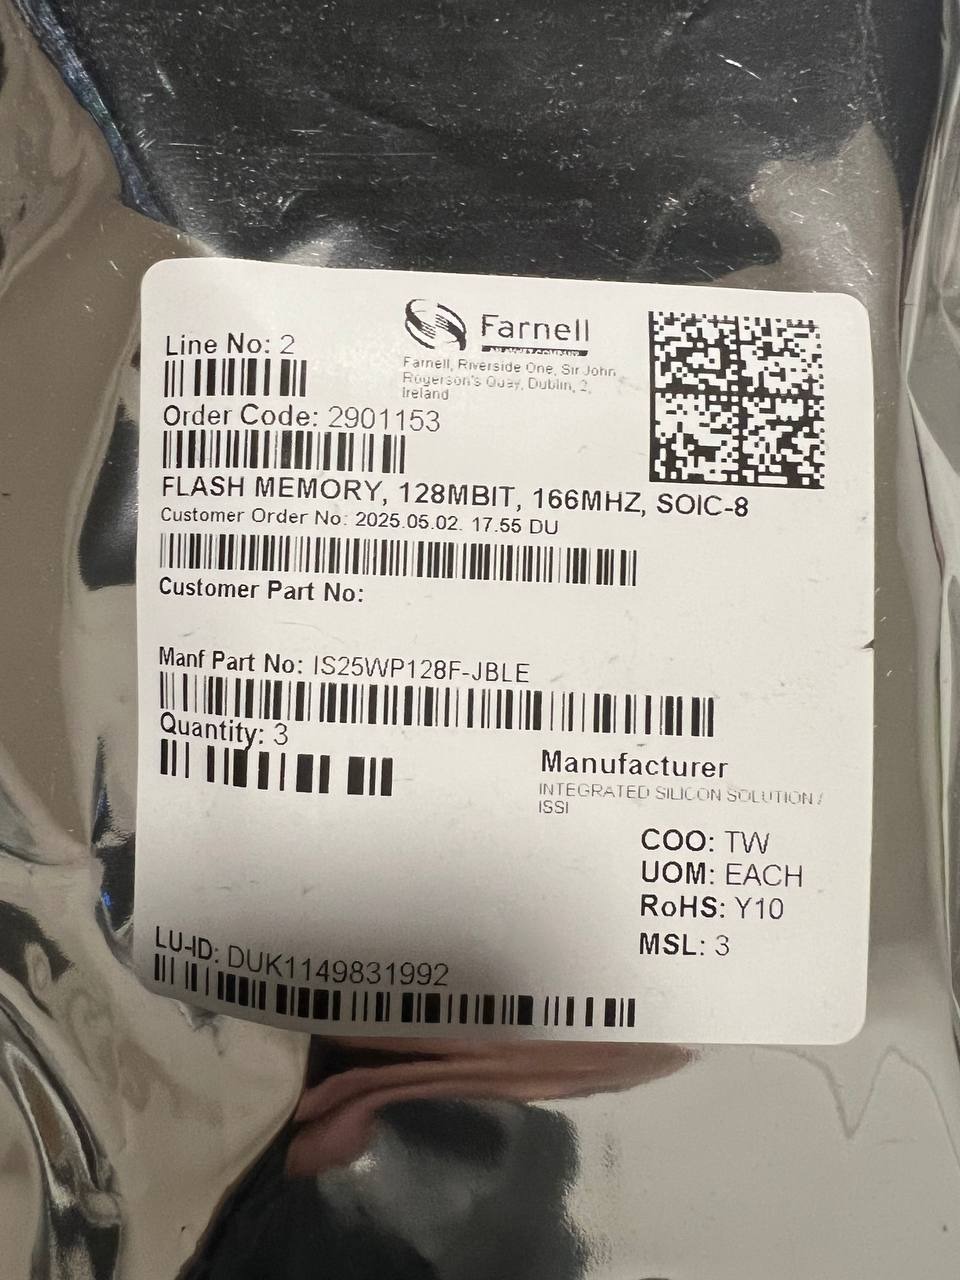 Line No: 2
Farnell
AN AVNET COMPANY
Farnell, Riverside One, Sir John
Rogerson's Quay, Dublin, 2,
Ireland
Order Code: 2901153
FLASH MEMORY, 128MBIT, 166MHZ, SOIC-8
Customer Order No: 2025.05.02. 17.55 DU
Customer Part No:
Manf Part No: IS25WP128F-JBLE
Quantity: 3
Manufacturer
INTEGRATED SILICON SOLUTION /
ISSI
COO: TW
UOM: EACH
RoHS: Y10
MSL: 3
LU-ID: DUK1149831992